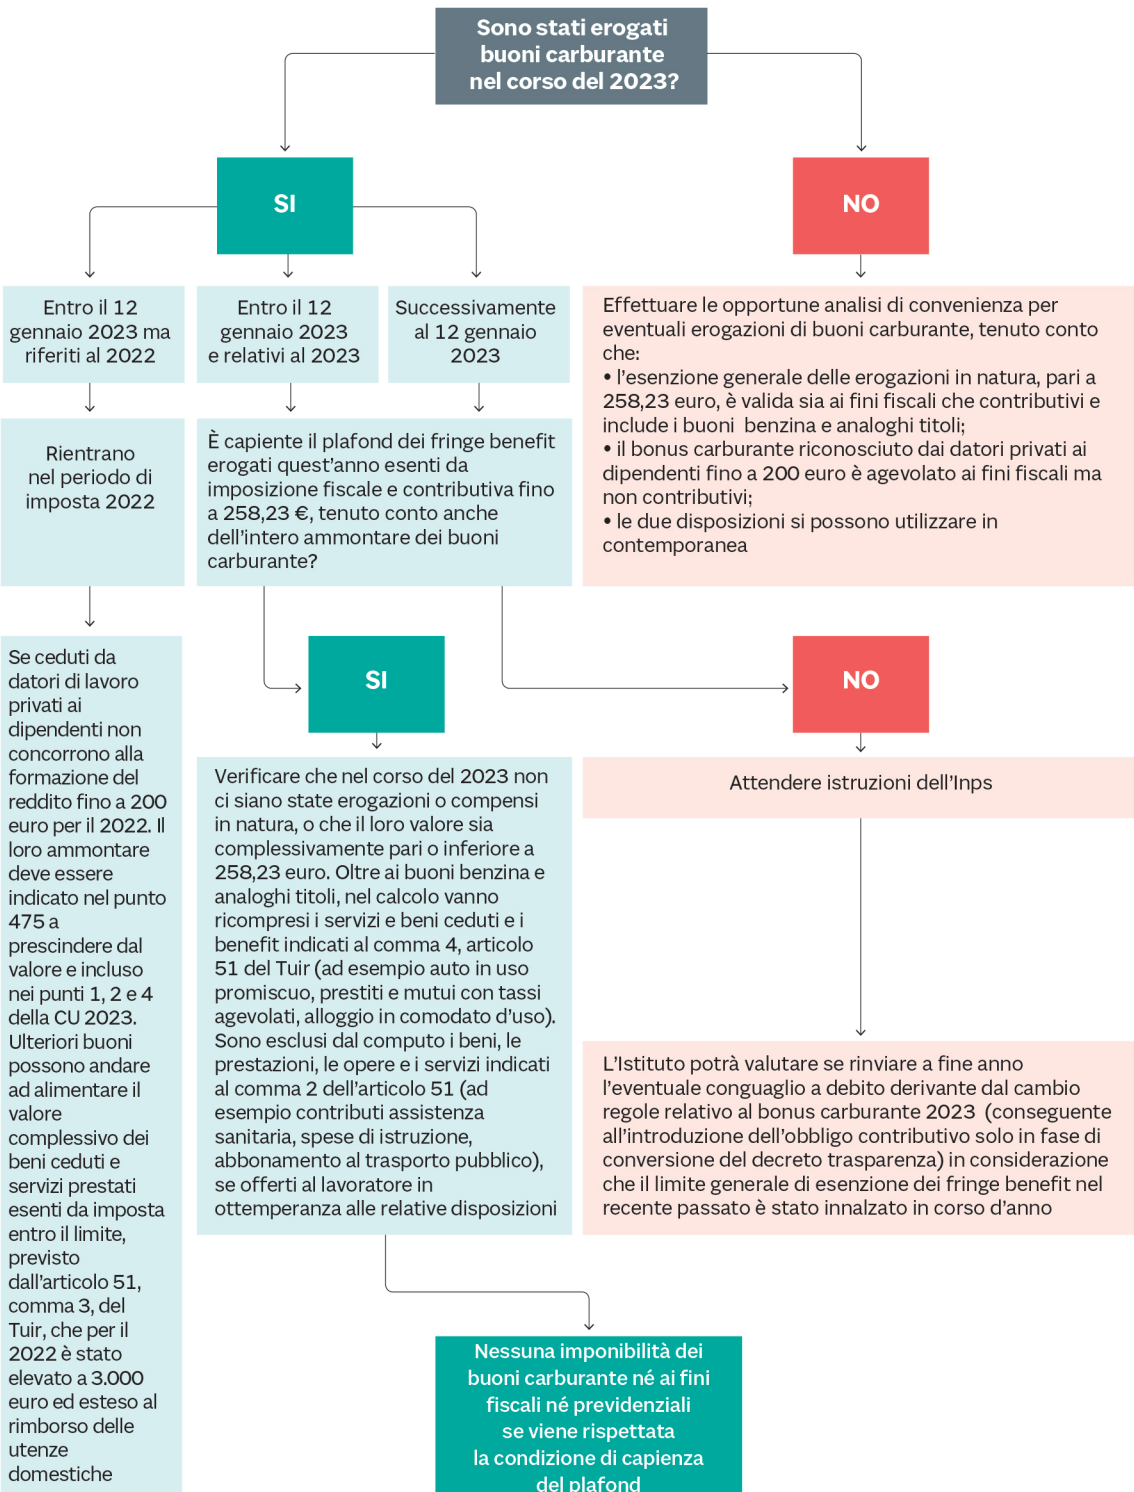 Sono stati erogati
buoni carburante
nel corso del 2023?
SI
NO
Entro il 12
gennaio 2023 ma
riferiti al 2022
Entro il 12
gennaio 2023
e relativi al 2023
Successivamente
al 12 gennaio
2023
Effettuare le opportune analisi di convenienza per
eventuali erogazioni di buoni carburante, tenuto conto
che:
• l’esenzione generale delle erogazioni in natura, pari a
258,23 euro, è valida sia ai fini fiscali che contributivi e
include i buoni benzina e analoghi titoli;
• il bonus carburante riconosciuto dai datori privati ai
dipendenti fino a 200 euro è agevolato ai fini fiscali ma
non contributivi;
• le due disposizioni si possono utilizzare in
contemporanea
Rientrano
nel periodo di
imposta 2022
È capiente il plafond dei fringe benefit
erogati quest’anno esenti da
imposizione fiscale e contributiva fino
a 258,23 €, tenuto conto anche
dell’intero ammontare dei buoni
carburante?
Se ceduti da
datori di lavoro
privati ai
dipendenti non
concorrono alla
formazione del
reddito fino a 200
euro per il 2022. Il
loro ammontare
deve essere
indicato nel punto
475 a
prescindere dal
valore e incluso
nei punti 1, 2 e 4
della CU 2023.
Ulteriori buoni
possono andare
ad alimentare il
valore
complessivo dei
beni ceduti e
servizi prestati
esenti da imposta
entro il limite,
previsto
dall’articolo 51,
comma 3, del
Tuir, che per il
2022 è stato
elevato a 3.000
euro ed esteso al
rimborso delle
utenze
domestiche
SI
NO
Verificare che nel corso del 2023 non
ci siano state erogazioni o compensi
in natura, o che il loro valore sia
complessivamente pari o inferiore a
258,23 euro. Oltre ai buoni benzina e
analoghi titoli, nel calcolo vanno
ricompresi i servizi e beni ceduti e i
benefit indicati al comma 4, articolo
51 del Tuir (ad esempio auto in uso
promiscuo, prestiti e mutui con tassi
agevolati, alloggio in comodato d’uso).
Sono esclusi dal computo i beni, le
prestazioni, le opere e i servizi indicati
al comma 2 dell’articolo 51 (ad
esempio contributi assistenza
sanitaria, spese di istruzione,
abbonamento al trasporto pubblico),
se offerti al lavoratore in
ottemperanza alle relative disposizioni
Attendere istruzioni dell’Inps
L’Istituto potrà valutare se rinviare a fine anno
l’eventuale conguaglio a debito derivante dal cambio
regole relativo al bonus carburante 2023 (conseguente
all’introduzione dell’obbligo contributivo solo in fase di
conversione del decreto trasparenza) in considerazione
che il limite generale di esenzione dei fringe benefit nel
recente passato è stato innalzato in corso d’anno
Nessuna imponibilità dei
buoni carburante né ai fini
fiscali né previdenziali
se viene rispettata
la condizione di capienza
del plafond